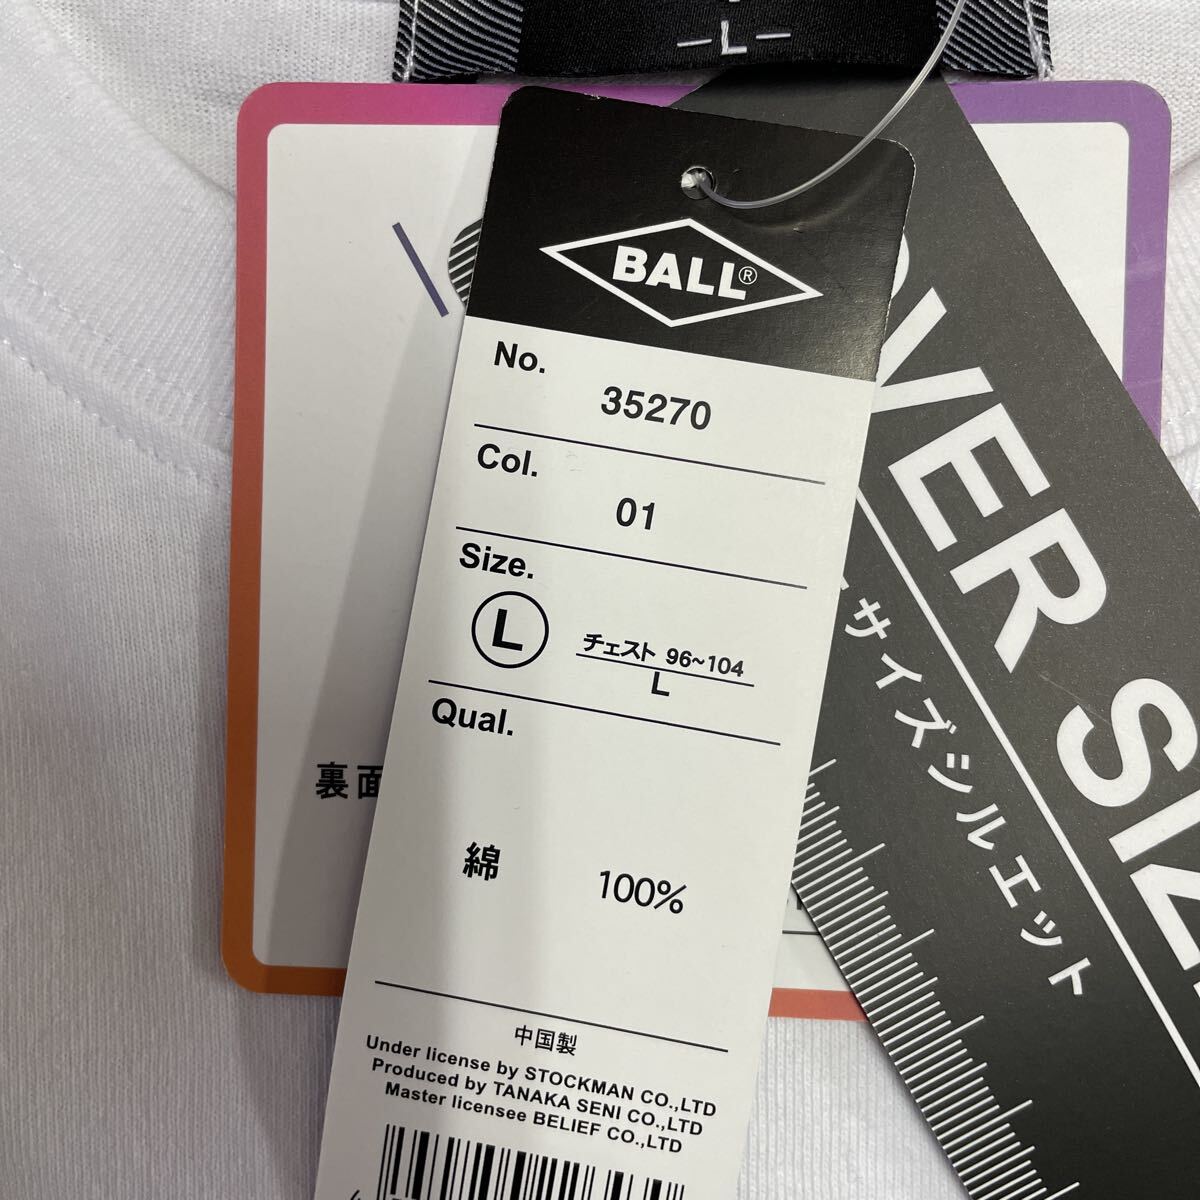 -L-
BALL®
No.
35270
Col.
01
Size.
L
チェスト 96~104
L
Qual.
綿 100%
中国製
Under license by STOCKMAN CO.,LTD
Produced by TANAKA SENI CO.,LTD
Master licensee BELIEF CO.,LTD
OVER SIZ
サイズシルエット
裏面